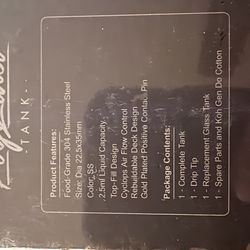 TANK.
Product Features:
Food-Grade 304 Stainless Steel
Size: Dia 22.5x35mm
Color: SS
2.5ml Liquid Capacity
Top-Fill Design
Cyclops Air Flow Control
Rebuildable Deck Design
Gold Plated Positive Contact Pin
Package Contents:
1 - Complete Tank
1 - Drip Tip
1 - Replacement Glass Tank
1 - Spare Parts and Koh Gen Do Cotton